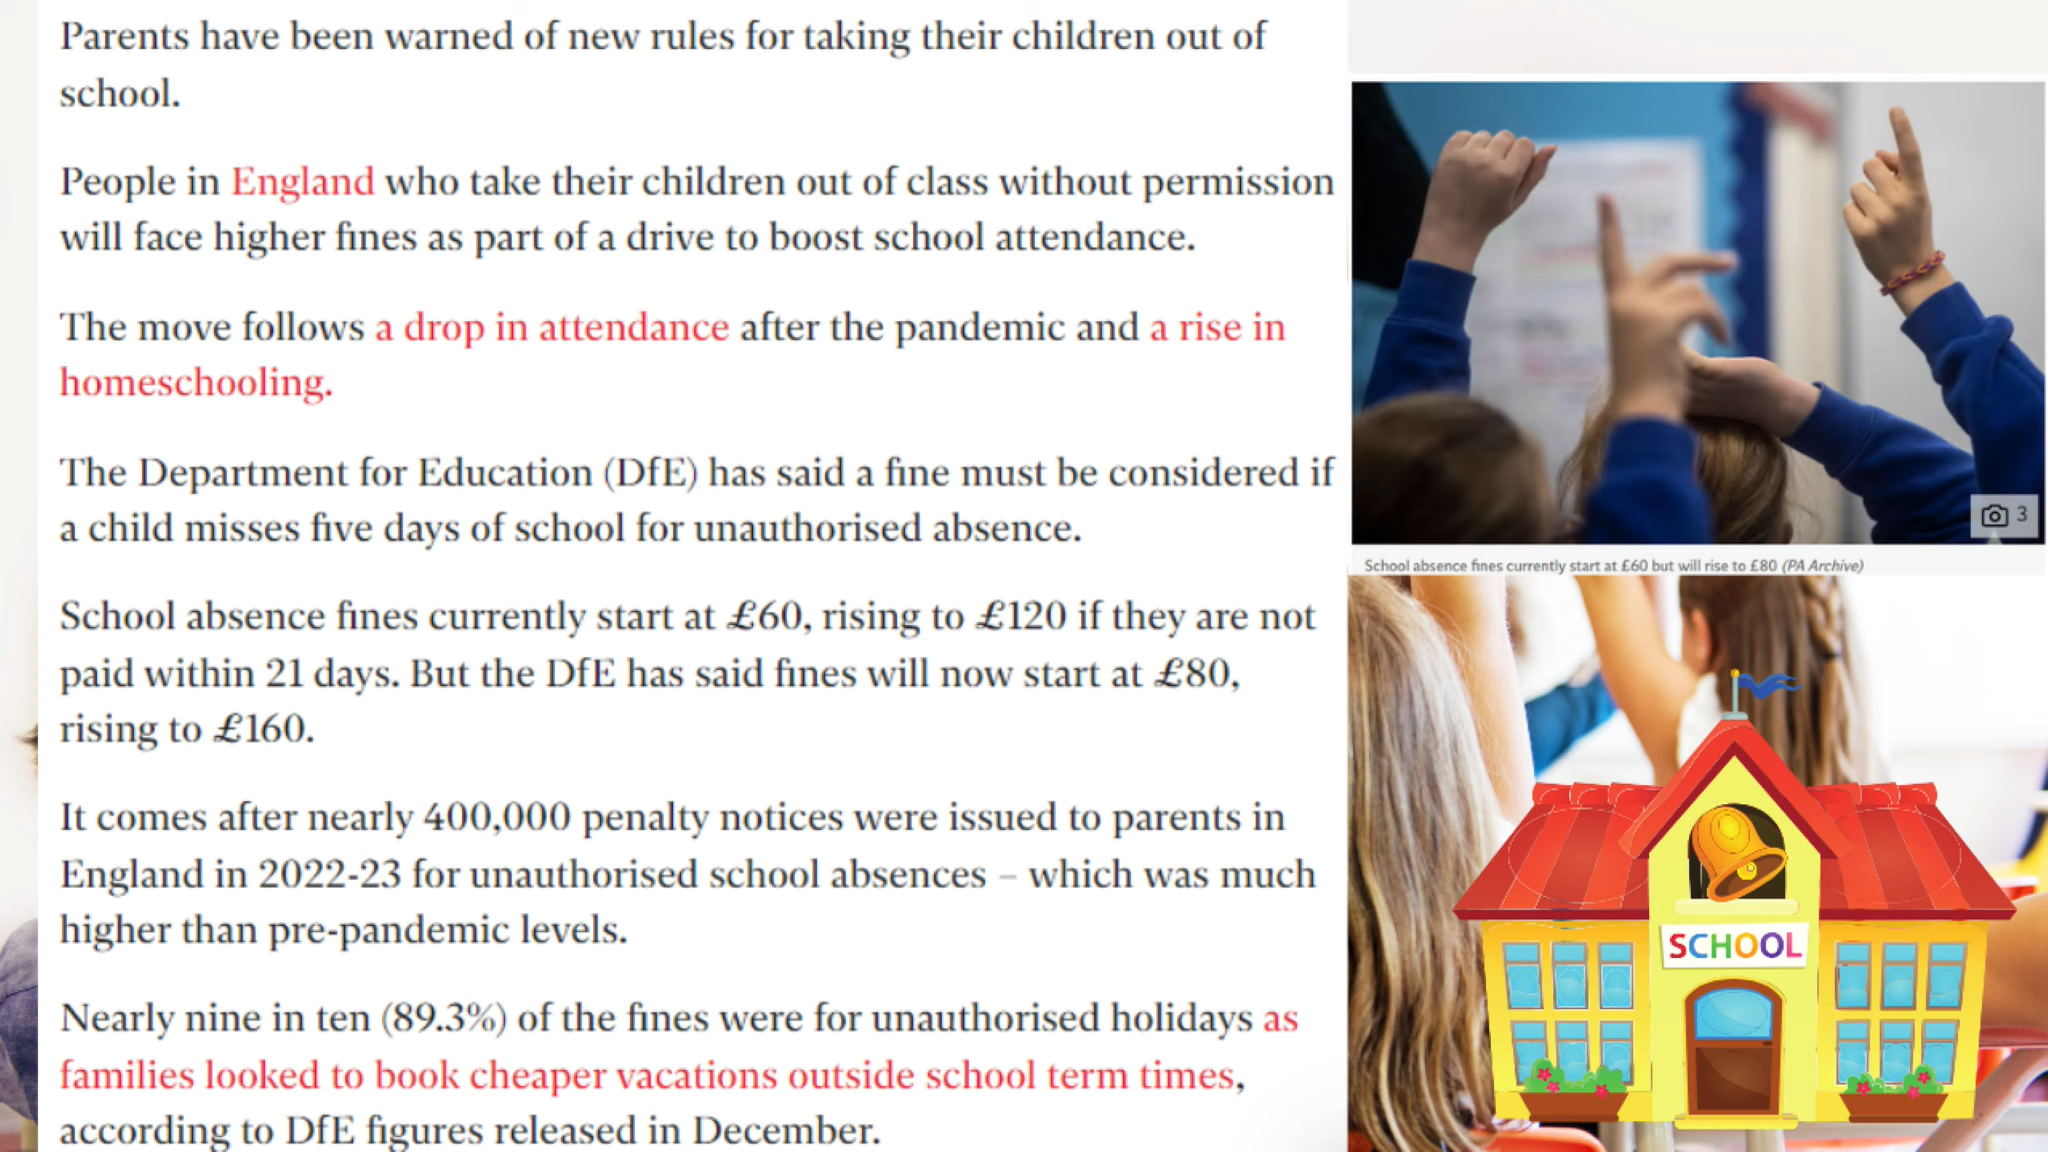 Parents have been warned of new rules for taking their children out of
school.
People in England who take their children out of class without permission
will face higher fines as part of a drive to boost school attendance.
The move follows a drop in attendance after the pandemic and a rise in
homeschooling.
The Department for Education (DfE) has said a fine must be considered if
a child misses five days of school for unauthorised absence.
School absence fines currently start at £60, rising to £120 if they are not
paid within 21 days. But the DfE has said fines will now start at £80,
rising to £160.
It comes after nearly 400,000 penalty notices were issued to parents in
England in 2022-23 for unauthorised school absences – which was much
higher than pre-pandemic levels.
Nearly nine in ten (89.3%) of the fines were for unauthorised holidays as
families looked to book cheaper vacations outside school term times,
according to DfE figures released in December.
3
School absence fines currently start at £60 but will rise to £80 (PA Archive)
SCHOOL